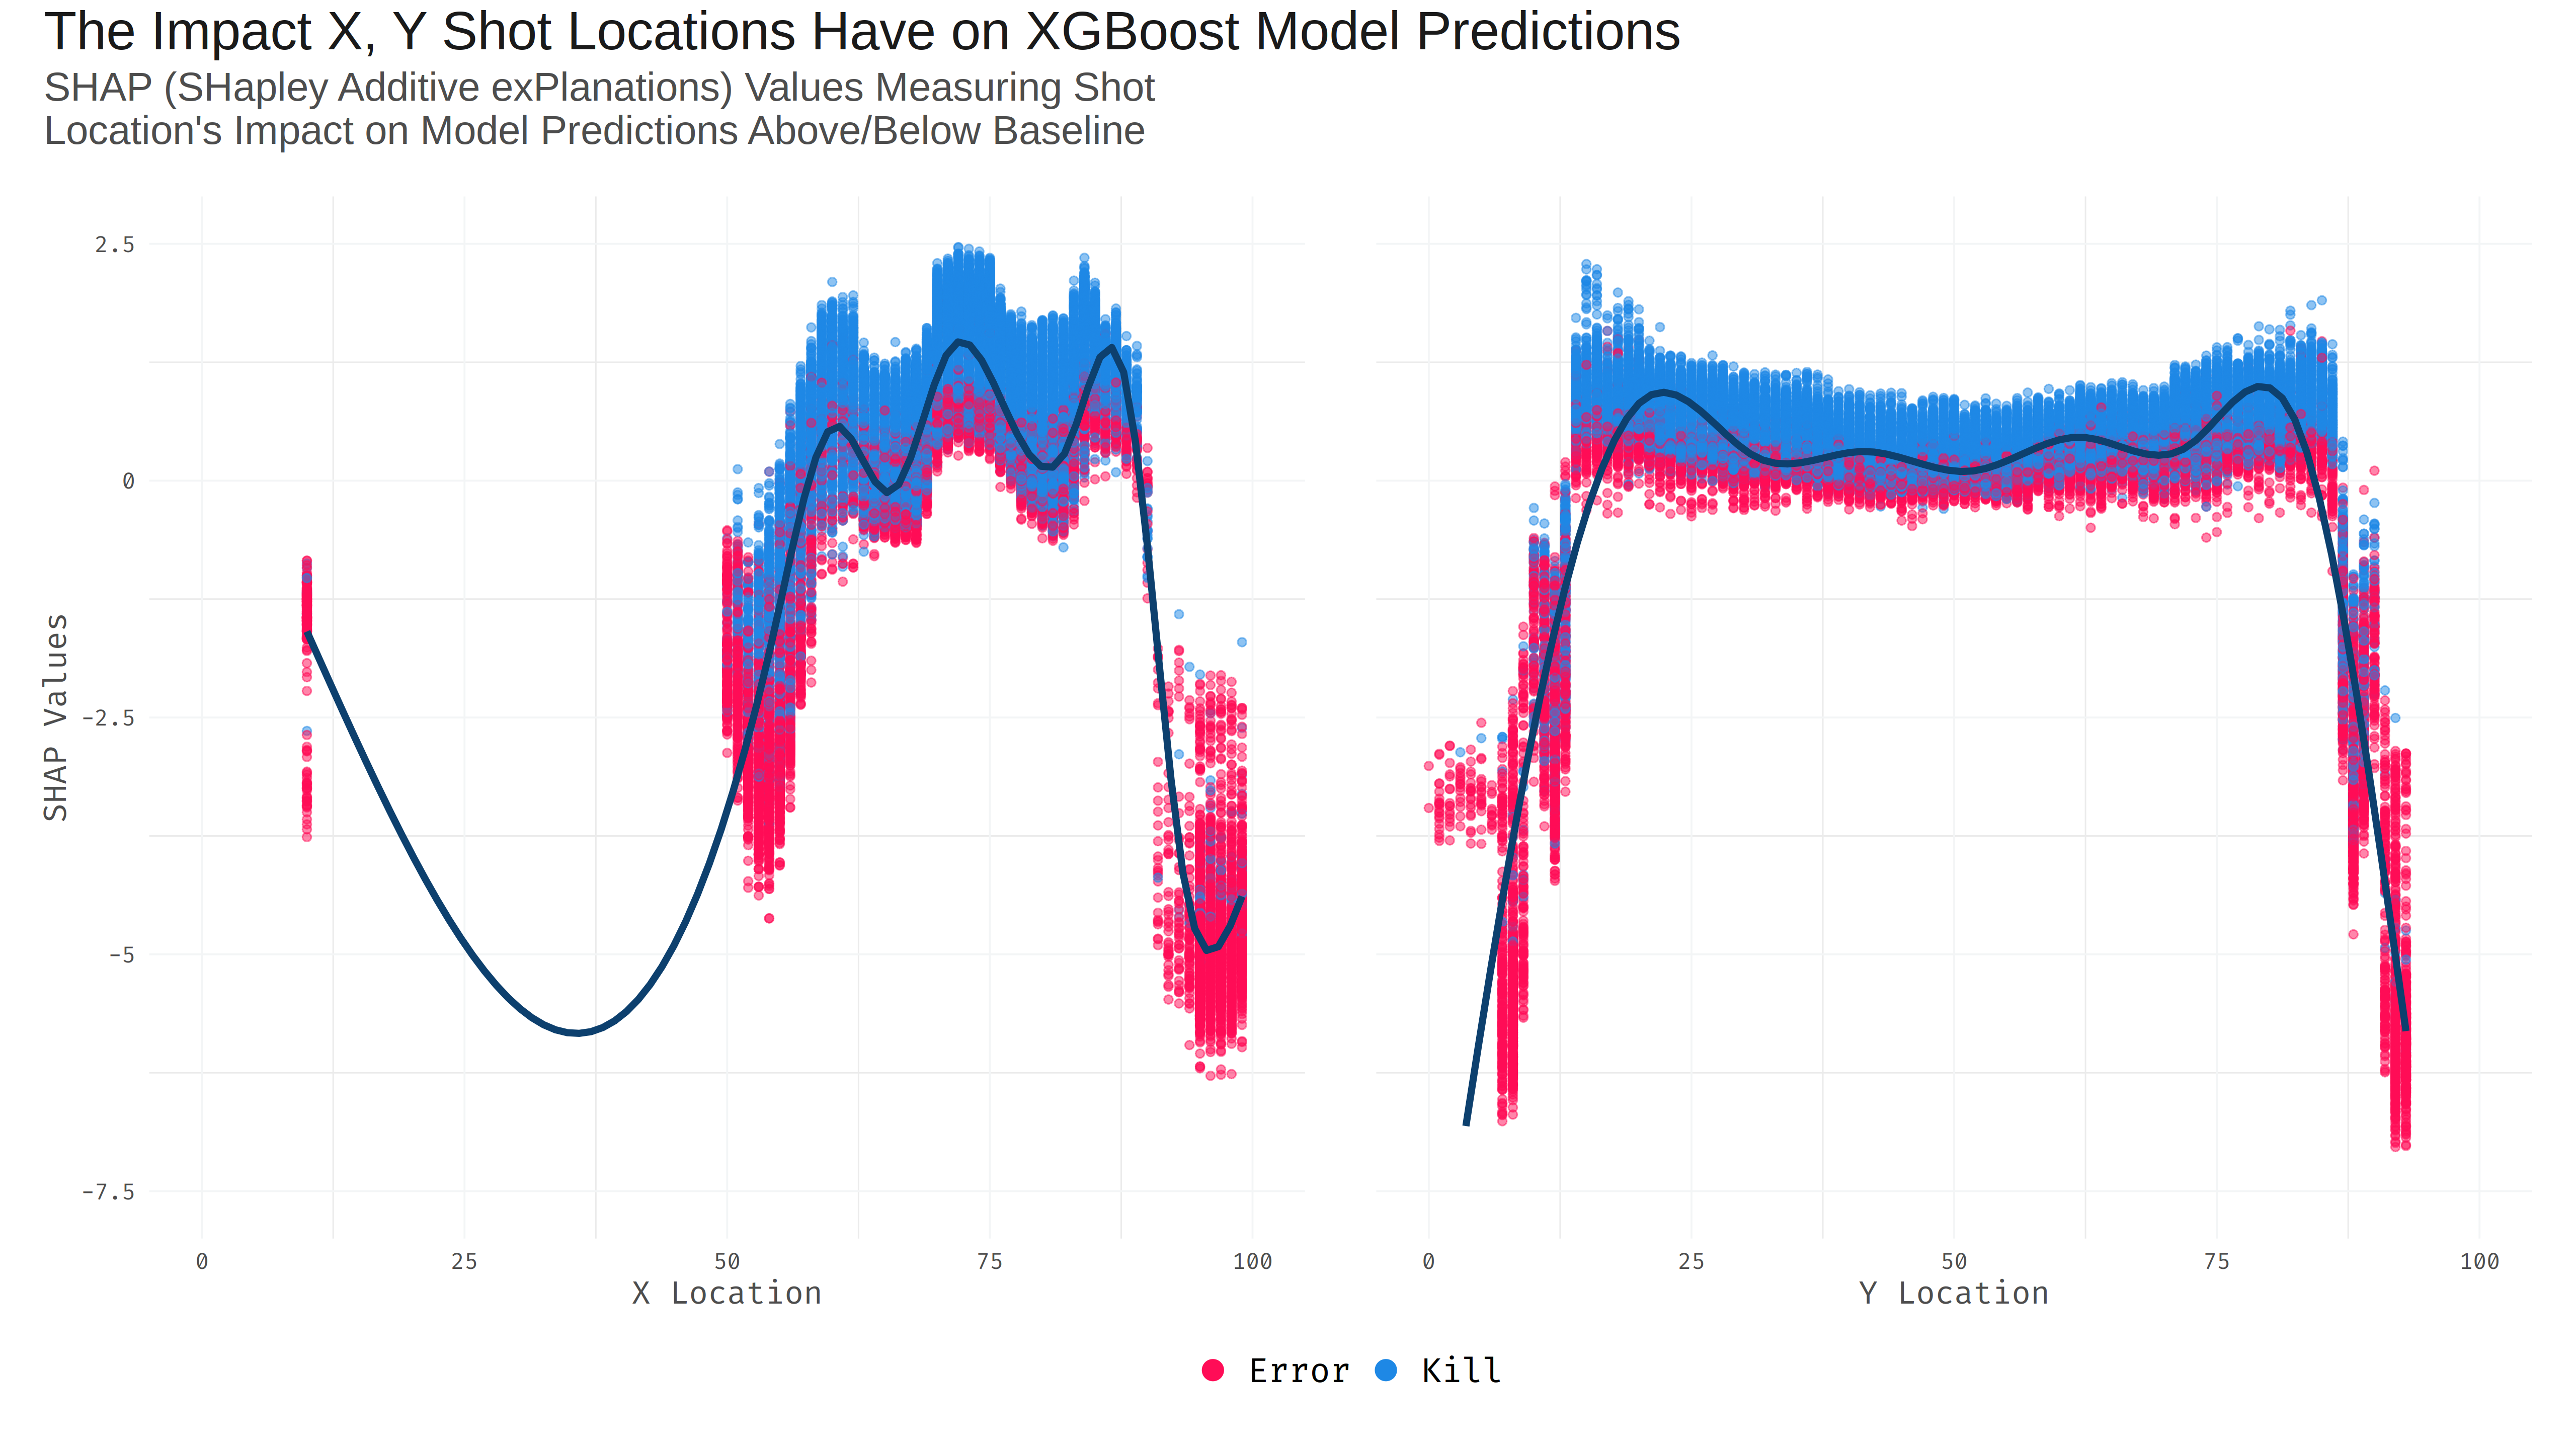 The Impact X, Y Shot Locations Have on XGBoost Model Predictions
SHAP (SHapley Additive exPlanations) Values Measuring Shot
Location's Impact on Model Predictions Above/Below Baseline
SHAP Values
2.5
0
-2.5
-5
-7.5
0 25 50 75 100
0 25 50 75 100
X Location
Y Location
Error Kill